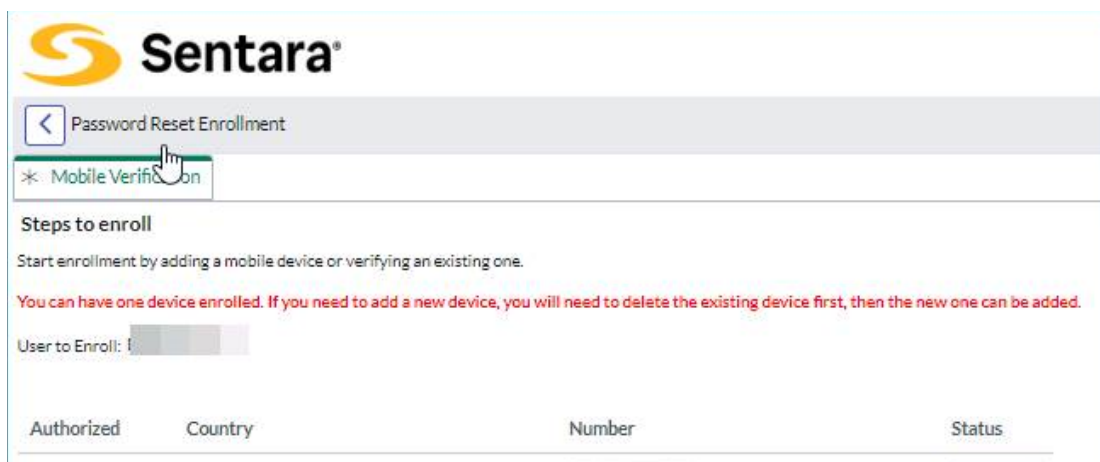 Sentara®
Password Reset Enrollment
* Mobile Verification
Steps to enroll
Start enrollment by adding a mobile device or verifying an existing one.
You can have one device enrolled. If you need to add a new device, you will need to delete the existing device first, then the new one can be added.
User to Enroll:
Authorized Country Number Status